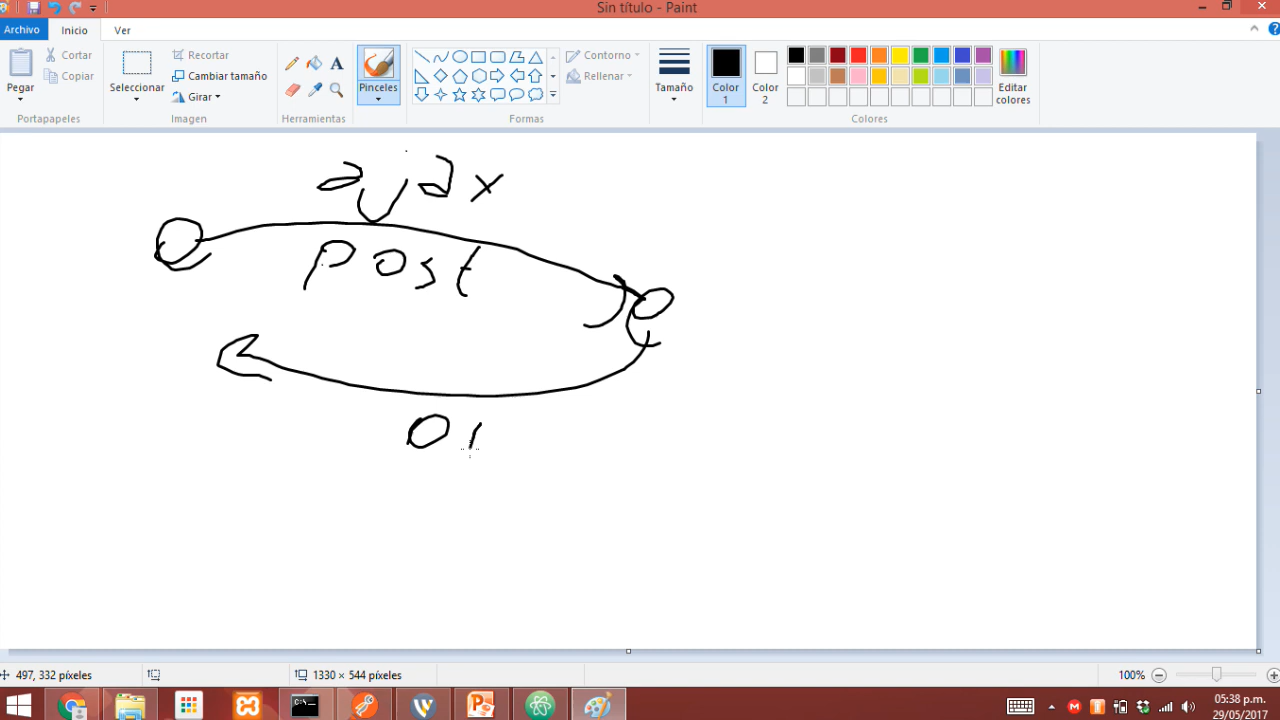 Sin título - Paint
Archivo Inicio Ver
Pegar
Cortar
Copiar
Portapapeles
Seleccionar
Recortar
Cambiar tamaño
Girar
Imagen
A
Herramientas
Pinceles
Contorno
Rellenar
Formas
Tamaño
Color 1
Color 2
Editar colores
Colores
ajax
post
497, 332 píxeles
1330 × 544 píxeles
100%
05:38 p.m.
29/05/2017